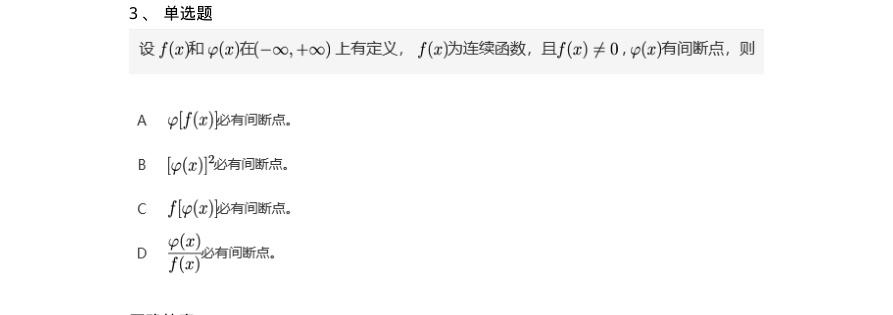 3 、 单选题
设 f(x)和 φ(x)在(−∞, +∞) 上有定义， f(x)为连续函数，且f(x) ≠ 0 , φ(x)有间断点，则
A φ[f(x)]必有间断点。
B [φ(x)]²必有间断点。
C f[φ(x)]必有间断点。
D φ(x)/f(x) 必有间断点。